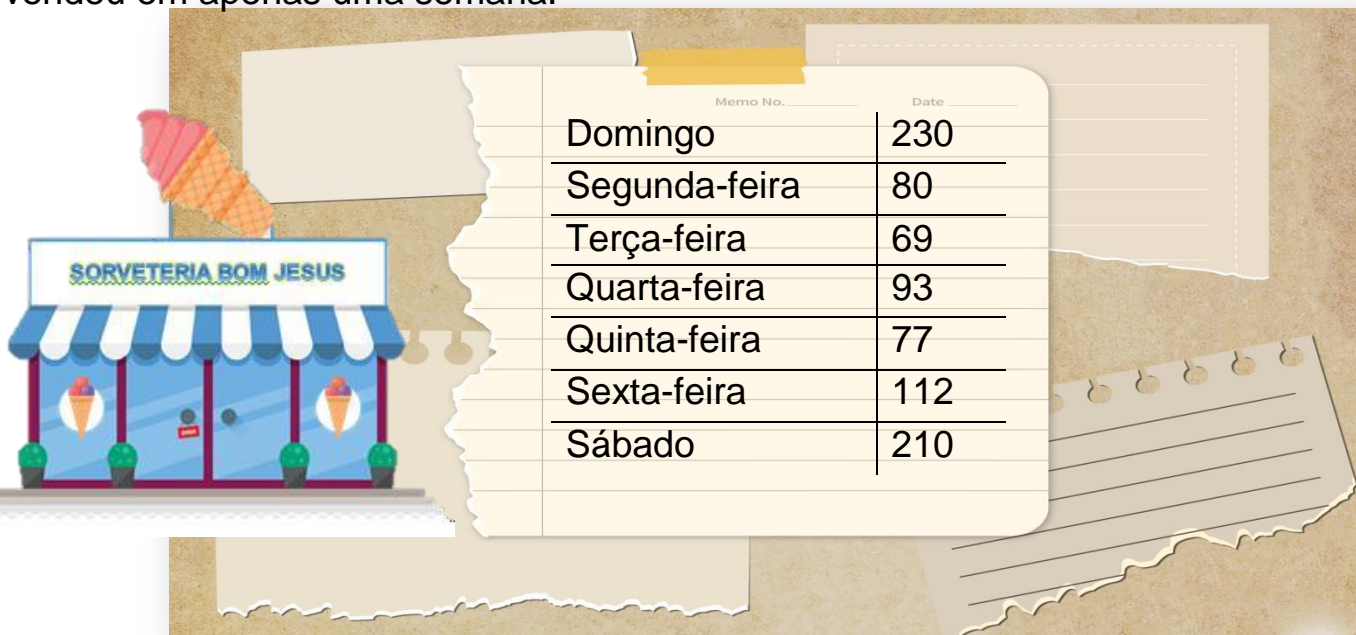 vendeu em apenas uma semana.
Memo No. Date
Domingo 230
Segunda-feira 80
Terça-feira 69
Quarta-feira 93
Quinta-feira 77
Sexta-feira 112
Sábado 210
SORVETERIA BOM JESUS
OPEN